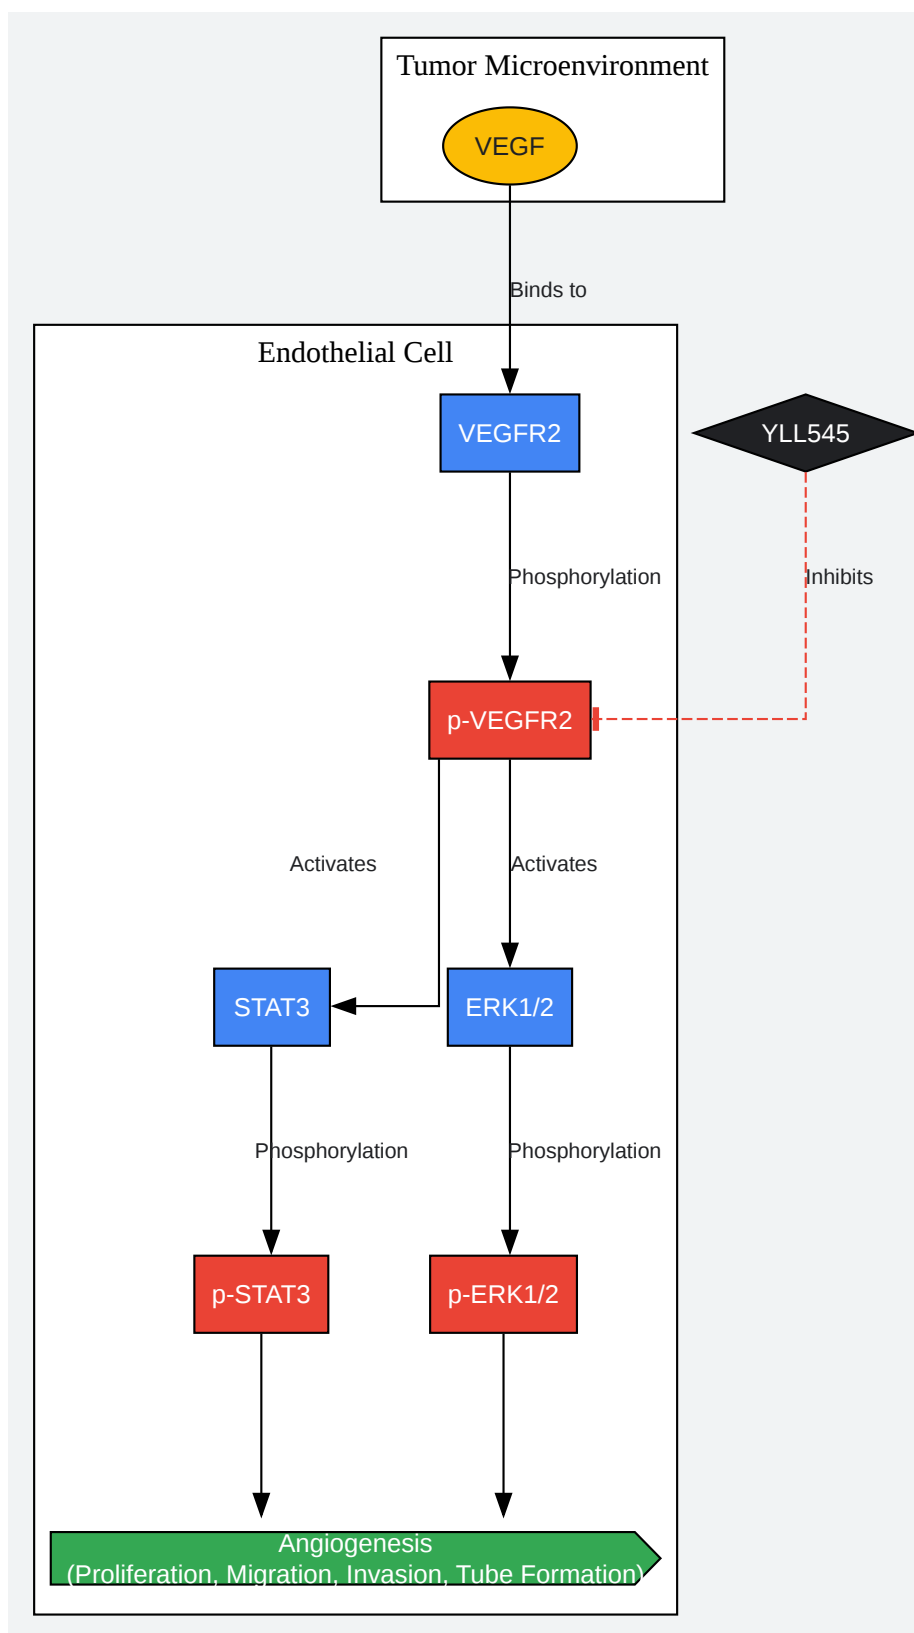 Tumor Microenvironment
VEGF
Binds to
Endothelial Cell
VEGFR2
YLL545
Phosphorylation
Inhibits
p-VEGFR2
Activates
Activates
STAT3
ERK1/2
Phosphorylation
Phosphorylation
p-STAT3
p-ERK1/2
Angiogenesis
(Proliferation, Migration, Invasion, Tube Formation)